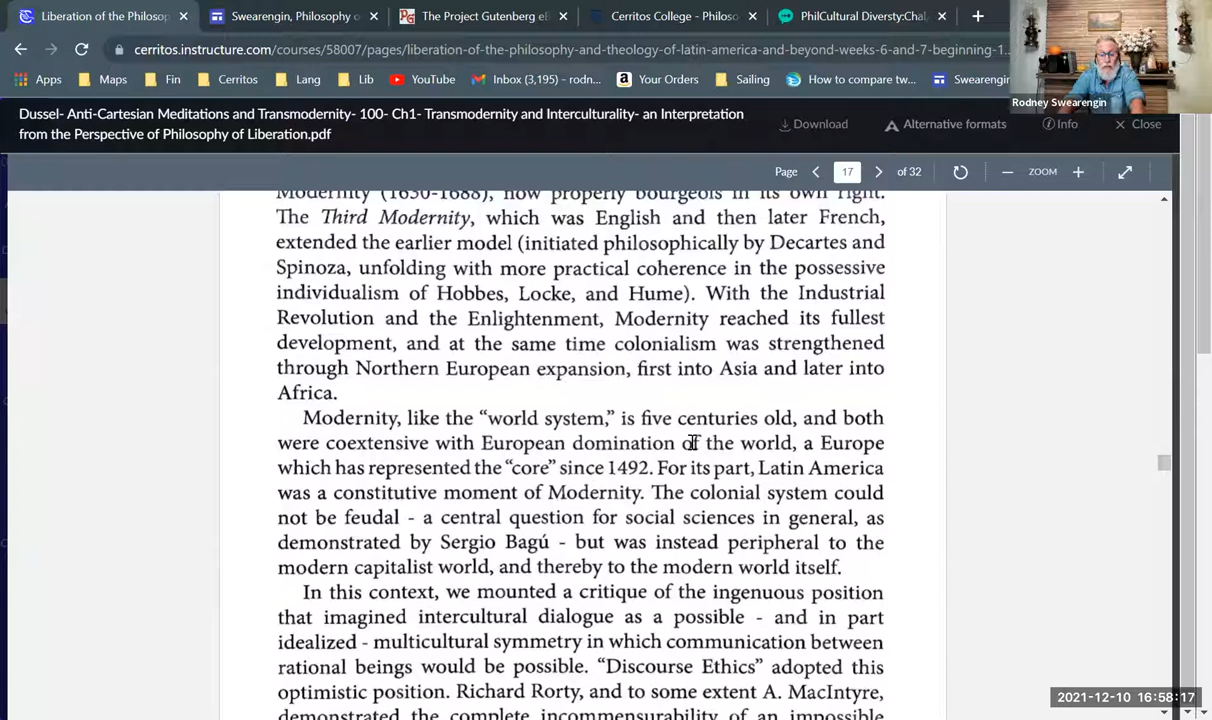 Liberation of the Philosop
Swearengin, Philosophy o
The Project Gutenberg eB
Cerritos College - Philoso
PhilCultural Diversty:Chal
cerritos.instructure.com/courses/58007/pages/liberation-of-the-philosophy-and-theology-of-latin-america-and-beyond-weeks-6-and-7-beginning-1...
Apps
Maps
Fin
Cerritos
Lang
Lib
YouTube
Inbox (3,195) - rodn...
Your Orders
Sailing
How to compare tw...
Swearengin
Rodney Swearengin
Dussel- Anti-Cartesian Meditations and Transmodernity- 100- Ch1- Transmodernity and Interculturality- an Interpretation
from the Perspective of Philosophy of Liberation.pdf
Download
Alternative formats
Info
Close
Page
17
of 32
ZOOM
Modernity (1630-1688), now properly bourgeois in its own right.
The Third Modernity, which was English and then later French,
extended the earlier model (initiated philosophically by Decartes and
Spinoza, unfolding with more practical coherence in the possessive
individualism of Hobbes, Locke, and Hume). With the Industrial
Revolution and the Enlightenment, Modernity reached its fullest
development, and at the same time colonialism was strengthened
through Northern European expansion, first into Asia and later into
Africa.
Modernity, like the “world system,” is five centuries old, and both
were coextensive with European domination of the world, a Europe
which has represented the “core” since 1492. For its part, Latin America
was a constitutive moment of Modernity. The colonial system could
not be feudal - a central question for social sciences in general, as
demonstrated by Sergio Bagú - but was instead peripheral to the
modern capitalist world, and thereby to the modern world itself.
In this context, we mounted a critique of the ingenuous position
that imagined intercultural dialogue as a possible - and in part
idealized - multicultural symmetry in which communication between
rational beings would be possible. “Discourse Ethics” adopted this
optimistic position. Richard Rorty, and to some extent A. MacIntyre,
demonstrated the complete incommensurability of an impossible
2021-12-10 16:58:17